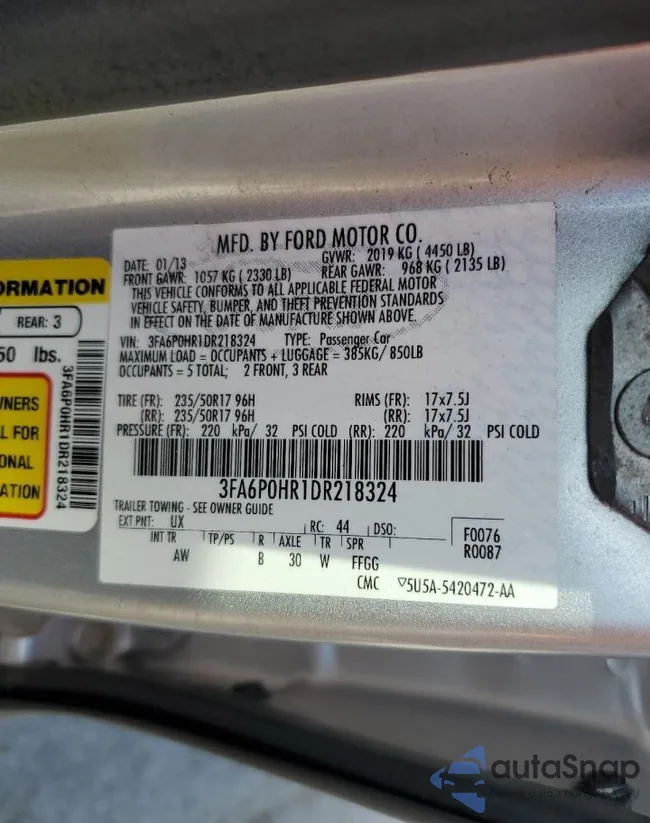 ORMATION
REAR: 3
50 lbs.
WNERS
AL FOR
ONAL
ATION
3FA6P0HR1DR218324
MFD. BY FORD MOTOR CO.
DATE: 01/13 GVWR: 2019 KG ( 4450 LB)
FRONT GAWR: 1057 KG ( 2330 LB) REAR GAWR: 968 KG ( 2135 LB)
THIS VEHICLE CONFORMS TO ALL APPLICABLE FEDERAL MOTOR
VEHICLE SAFETY, BUMPER, AND THEFT PREVENTION STANDARDS
IN EFFECT ON THE DATE OF MANUFACTURE SHOWN ABOVE.
VIN: 3FA6P0HR1DR218324 TYPE: Passenger Car
MAXIMUM LOAD = OCCUPANTS + LUGGAGE = 385KG/ 850LB
OCCUPANTS = 5 TOTAL; 2 FRONT, 3 REAR
TIRE (FR): 235/50R17 96H RIMS (FR): 17x7.5J
(RR): 235/50R17 96H (RR): 17x7.5J
PRESSURE (FR): 220 kPa/ 32 PSI COLD (RR): 220 kPa/ 32 PSI COLD
3FA6P0HR1DR218324
TRAILER TOWING - SEE OWNER GUIDE
EXT PNT: UX RC: 44 DSO: F0076
INT TR TP/PS R AXLE TR SPR R0087
AW B 30 W FFGG
CMC ▽5U5A-5420472-AA
autaSnap